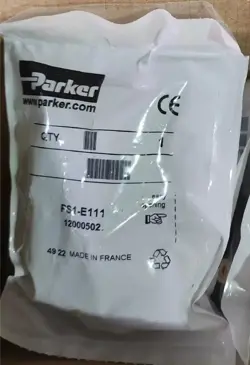 Parker
www.parker.com
CE
QTY 1
FS1-E111
12000502
49 22 MADE IN FRANCE